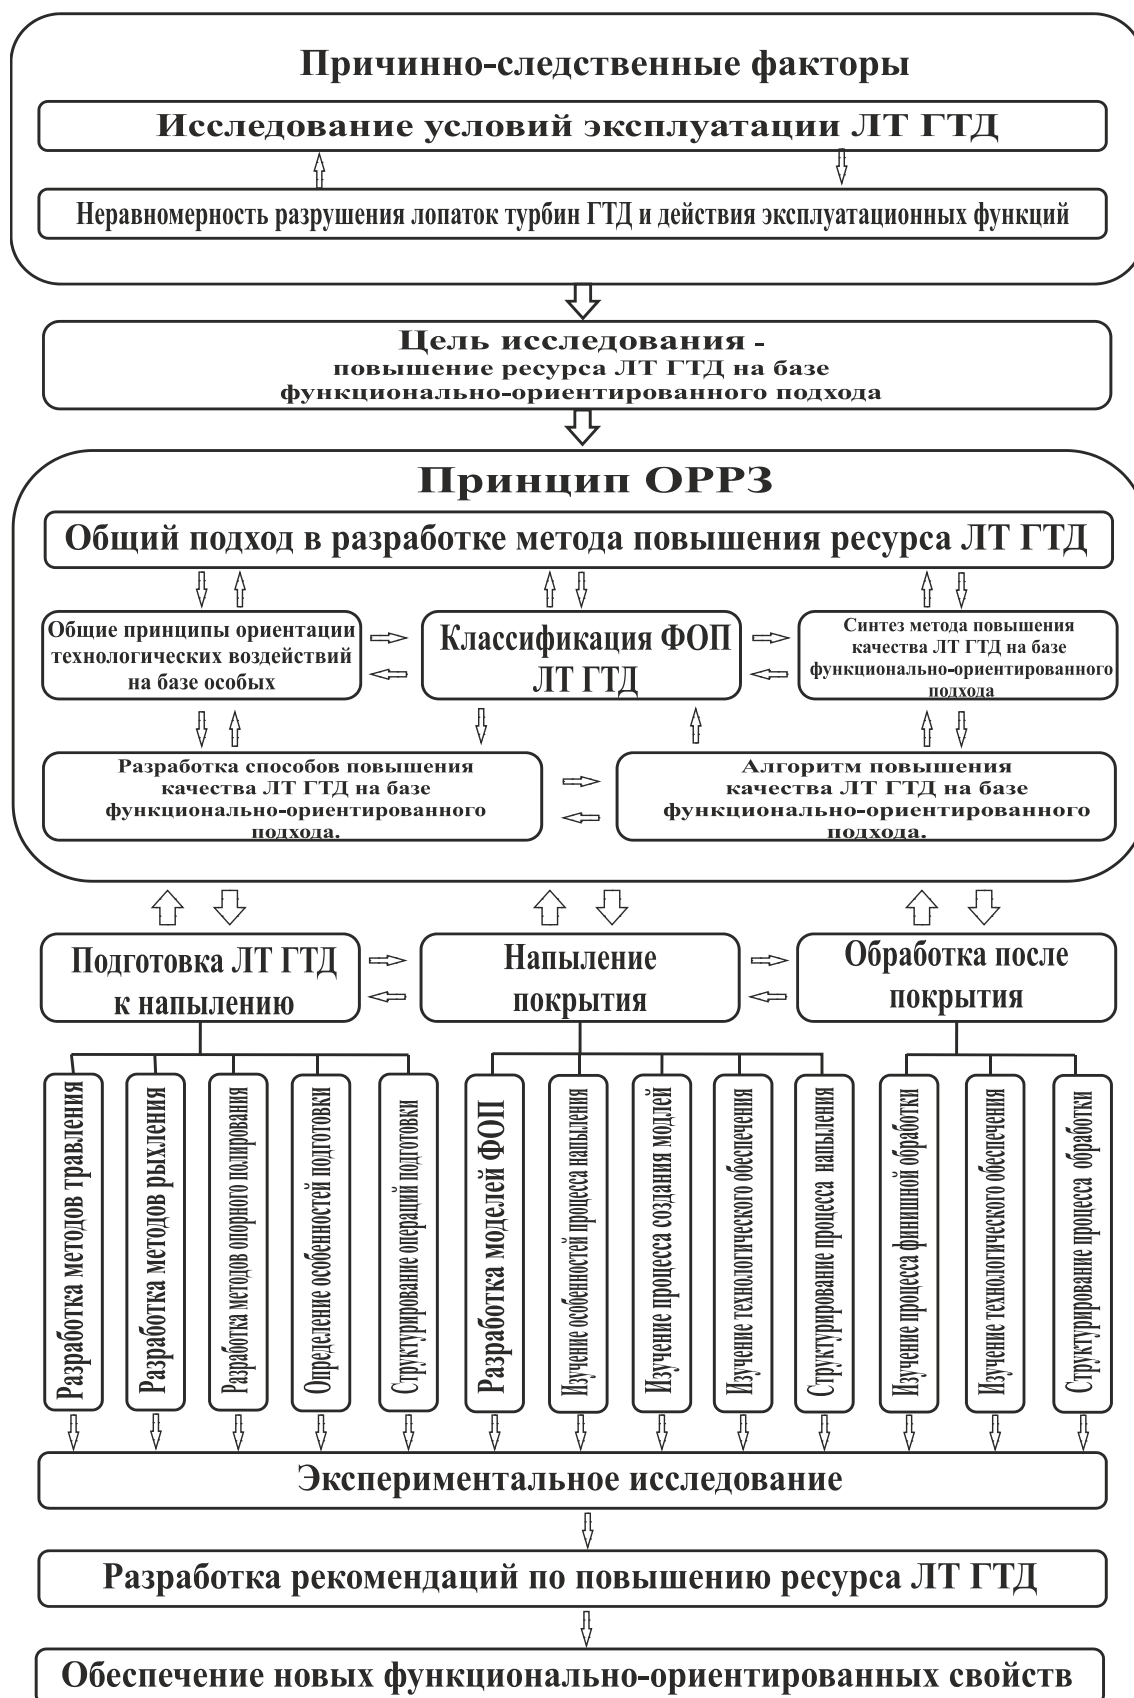 Причинно-следственные факторы
Исследование условий эксплуатации ЛТ ГТД
Неравномерность разрушения лопаток турбин ГТД и действия эксплуатационных функций
Цель исследования -
повышение ресурса ЛТ ГТД на базе
функционально-ориентированного подхода
Принцип ОРРЗ
Общий подход в разработке метода повышения ресурса ЛТ ГТД
Общие принципы ориентации
технологических воздействий
на базе особых
Классификация ФОП
ЛТ ГТД
Синтез метода повышения
качества ЛТ ГТД на базе
функционально-ориентированного
подхода
Разработка способов повышения
качества ЛТ ГТД на базе
функционально-ориентированного
подхода.
Алгоритм повышения
качества ЛТ ГТД на базе
функционально-ориентированного
подхода.
Подготовка ЛТ ГТД
к напылению
Напыление
покрытия
Обработка после
покрытия
Разработка методов травления
Разработка методов рыхления
Разработка методов опорного полирования
Определение особенностей подготовки
Структурирование операций подготовки
Разработка моделей ФОП
Изучение особенностей процесса напыления
Изучение процесса создания модлей
Изучение технологического обеспечения
Структурирование процесса напыления
Изучение процесса финишной обработки
Изучение технологического обеспечения
Структурирование процесса обработки
Экспериментальное исследование
Разработка рекомендаций по повышению ресурса ЛТ ГТД
Обеспечение новых функционально-ориентированных свойств